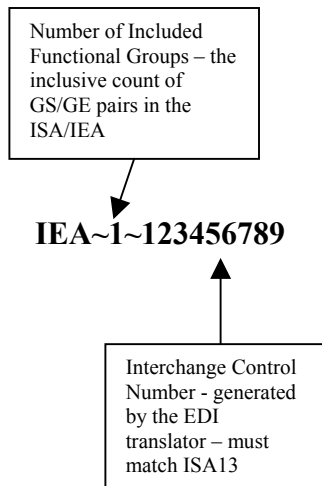 Number of Included
Functional Groups – the
inclusive count of
GS/GE pairs in the
ISA/IEA
IEA~1~123456789
Interchange Control
Number - generated
by the EDI
translator – must
match ISA13